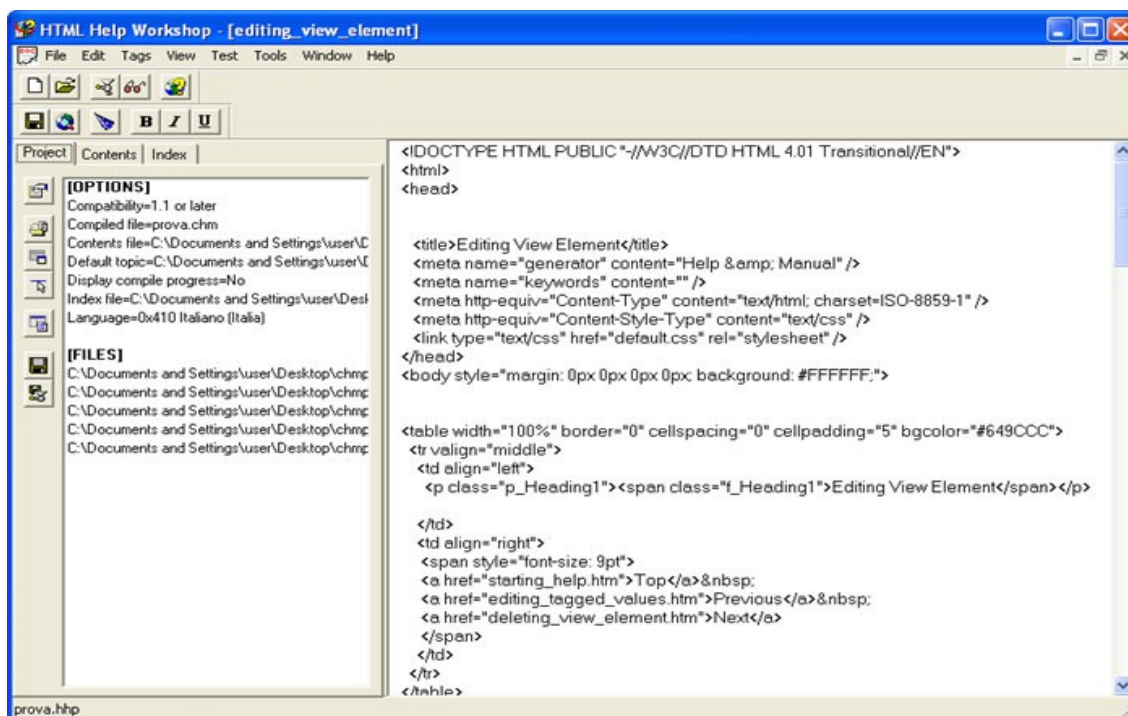 HTML Help Workshop - [editing_view_element]
File Edit Tags View Test Tools Window Help
B I U
Project Contents Index
[OPTIONS]
Compatibility=1.1 or later
Compiled file=prova.chm
Contents file=C:\Documents and Settings\user\D
Default topic=C:\Documents and Settings\user\D
Display compile progress=No
Index file=C:\Documents and Settings\user\Desk
Language=0x410 Italiano (Italia)
[FILES]
C:\Documents and Settings\user\Desktop\chmp
C:\Documents and Settings\user\Desktop\chmp
C:\Documents and Settings\user\Desktop\chmp
C:\Documents and Settings\user\Desktop\chmp
C:\Documents and Settings\user\Desktop\chmp
<!DOCTYPE HTML PUBLIC "-//W3C//DTD HTML 4.01 Transitional//EN">
<html>
<head>
<title>Editing View Element</title>
<meta name="generator" content="Help &amp; Manual" />
<meta name="keywords" content="" />
<meta http-equiv="Content-Type" content="text/html; charset=ISO-8859-1" />
<meta http-equiv="Content-Style-Type" content="text/css" />
<link type="text/css" href="default.css" rel="stylesheet" />
</head>
<body style="margin: 0px 0px 0px 0px; background: #FFFFFF;">
<table width="100%" border="0" cellspacing="0" cellpadding="5" bgcolor="#649CCC">
<tr valign="middle">
<td align="left">
<p class="p_Heading1"><span class="f_Heading1">Editing View Element</span></p>
</td>
<td align="right">
<span style="font-size: 9pt">
<a href="starting_help.htm">Top</a>&nbsp;
<a href="editing_tagged_values.htm">Previous</a>&nbsp;
<a href="deleting_view_element.htm">Next</a>
</span>
</td>
</tr>
</table>
prova.hhp